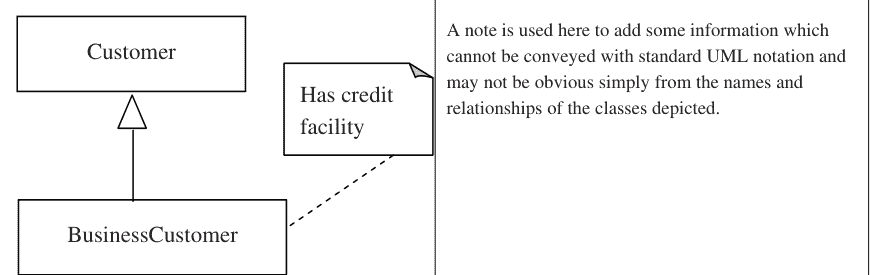 Customer
Has credit
facility
BusinessCustomer
A note is used here to add some information which
cannot be conveyed with standard UML notation and
may not be obvious simply from the names and
relationships of the classes depicted.